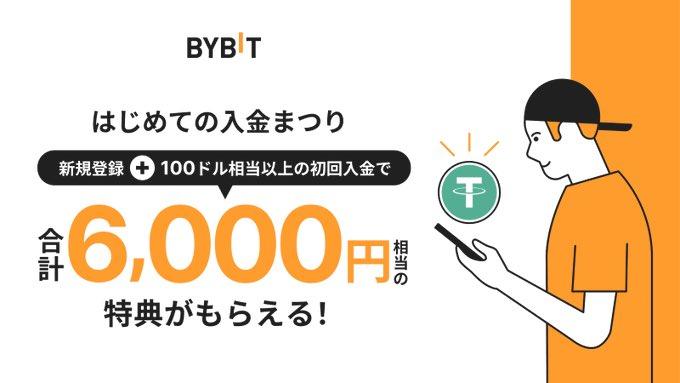 BYBIT
はじめての入金まつり
新規登録 + 100ドル相当以上の初回入金で
合計6,000円相当の
特典がもらえる!